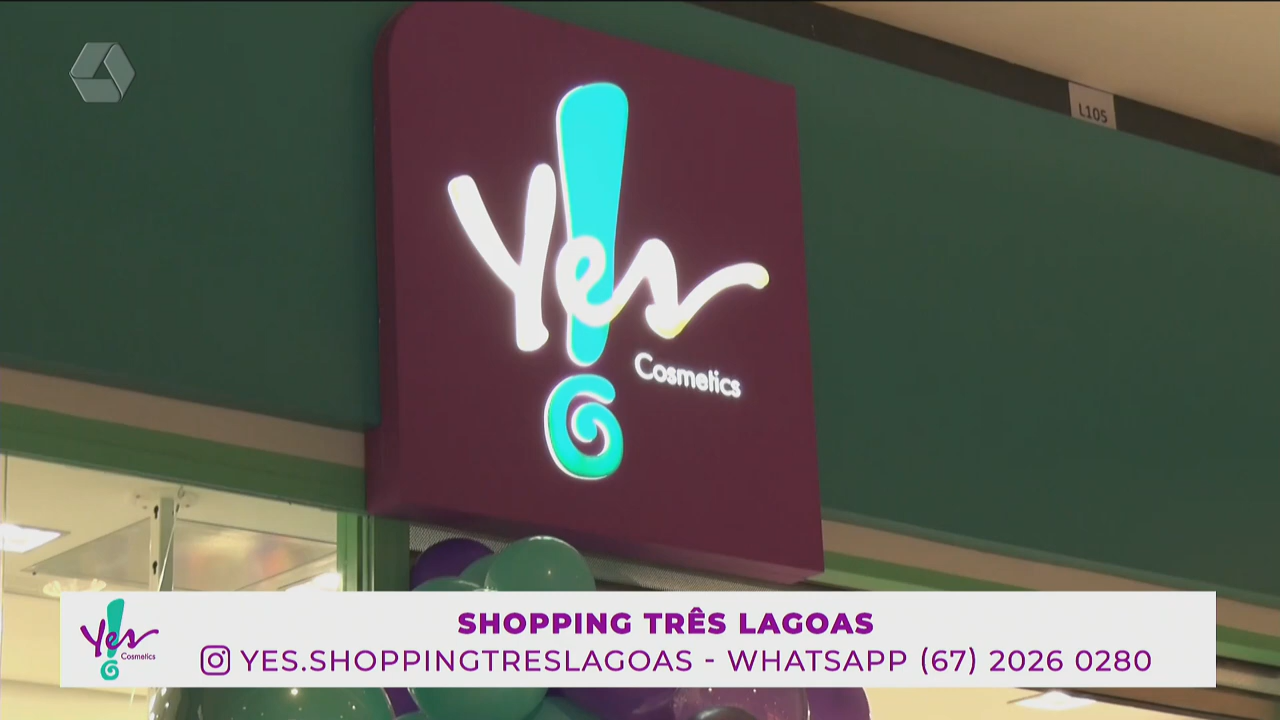 L105
Yes!
Cosmetics
Yes!
Cosmetics
SHOPPING TRÊS LAGOAS
YES.SHOPPINGTRESLAGOAS - WHATSAPP (67) 2026 0280